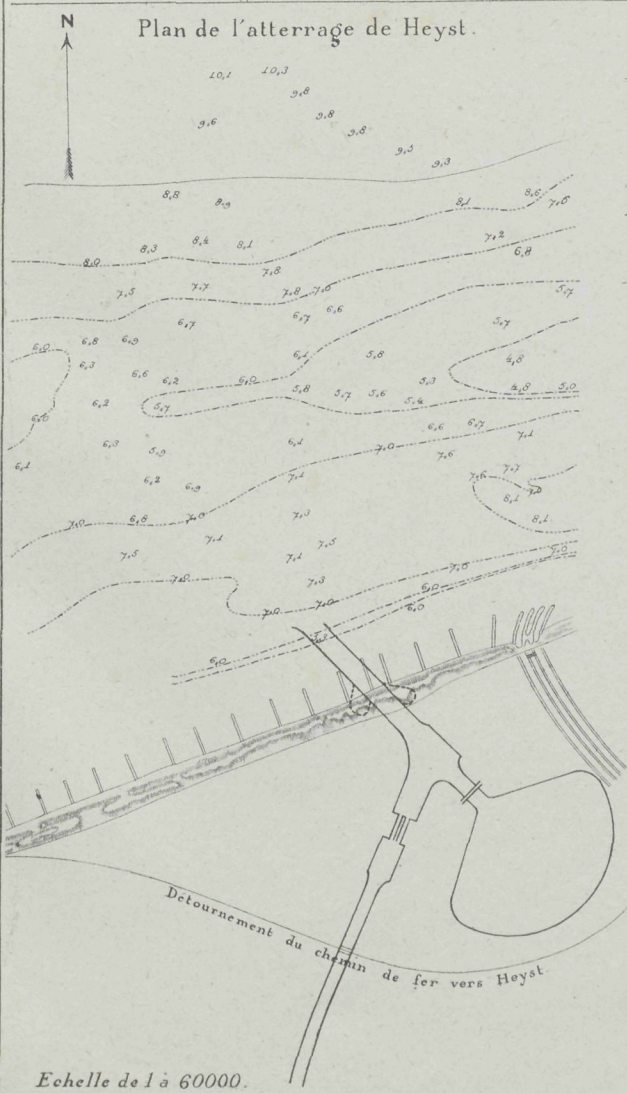 N
Plan de l'atterrage de Heyst.
10,1 10,3
9,8
9,6 9,8 9,8
9,5 9,3
8,8 8,9 8,1 8,6 7,6
8,3 8,4 8,1 7,2 6,8
8,0 7,8
7,5 7,7 7,8 7,0 5,7
6,7 6,7 6,6 5,7
6,0 6,8 6,9 6,1 5,8 4,8
6,3 6,6 6,2 6,0 5,3
5,8 5,7 5,6 5,4 4,8 5,0
6,0 6,2 5,7
6,6 6,7 7,1
6,3 5,9 6,1 7,0 7,6
6,1 6,2 6,9 7,1 7,6 7,7 7,0
8,1
7,0 6,8 7,0 7,3 8,1
7,5 7,1 7,1 7,5 7,0
7,0 7,3 7,0 6,0
7,0 7,0 6,0
6,0
Détournement du chemin de fer vers Heyst.
Echelle de 1 à 60000.